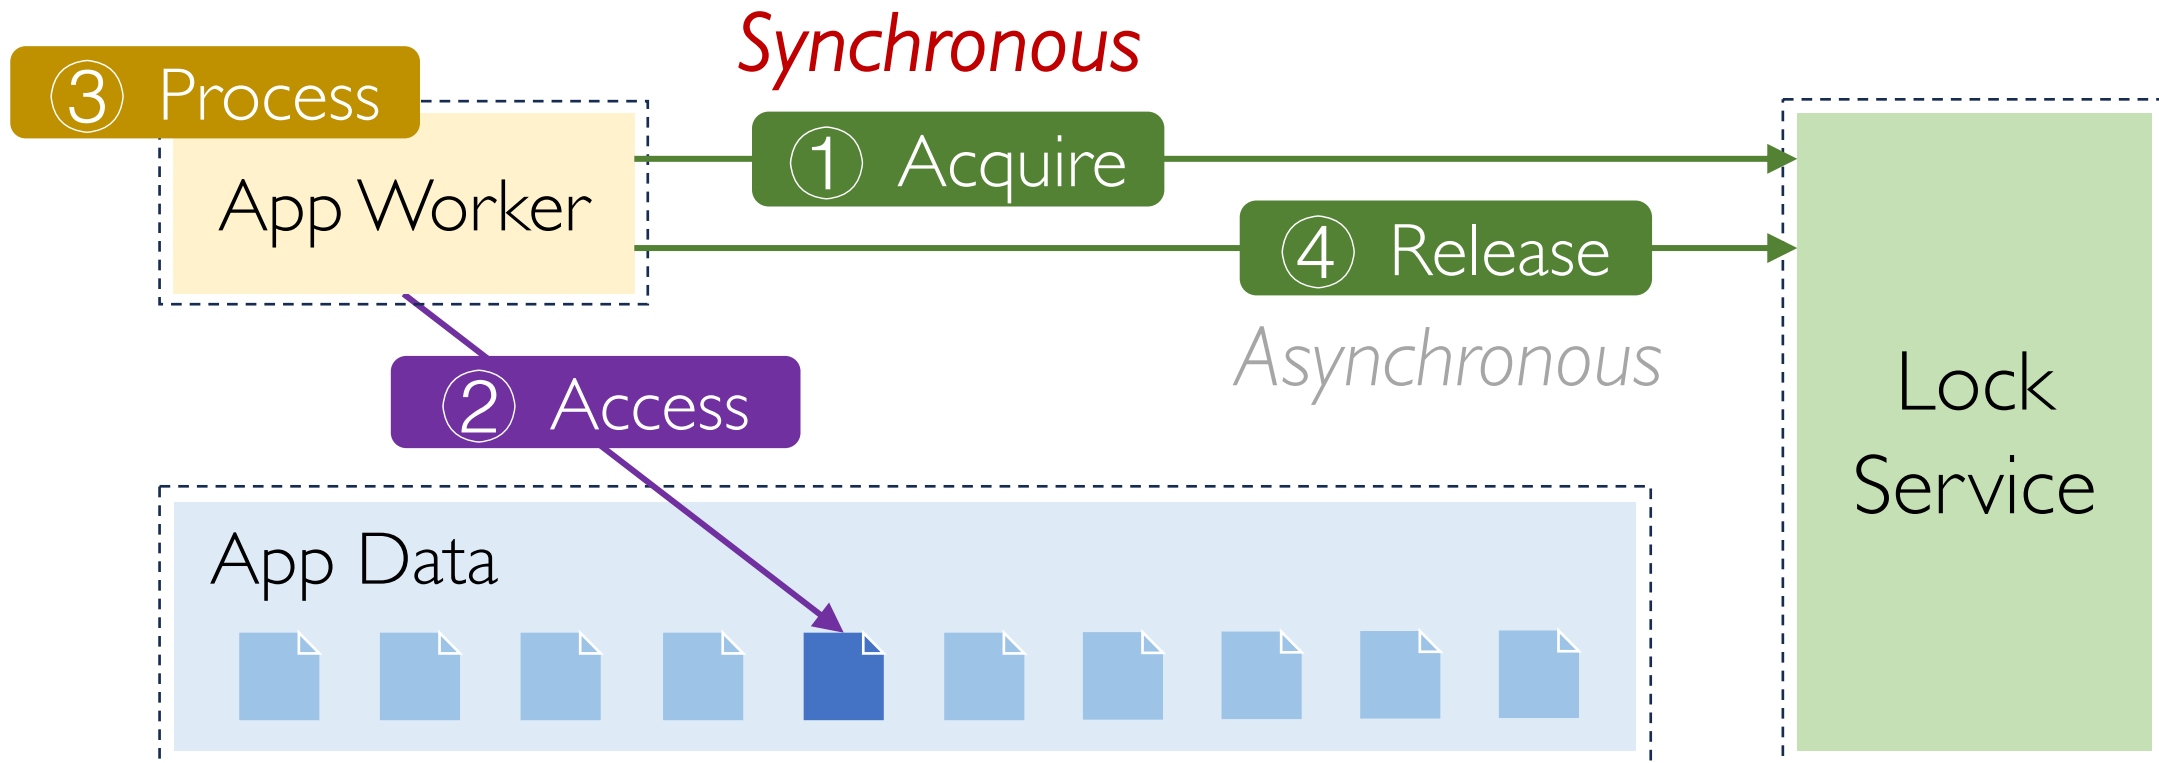 Synchronous
③ Process
① Acquire
App Worker
④ Release
Asynchronous
② Access
Lock
Service
App Data